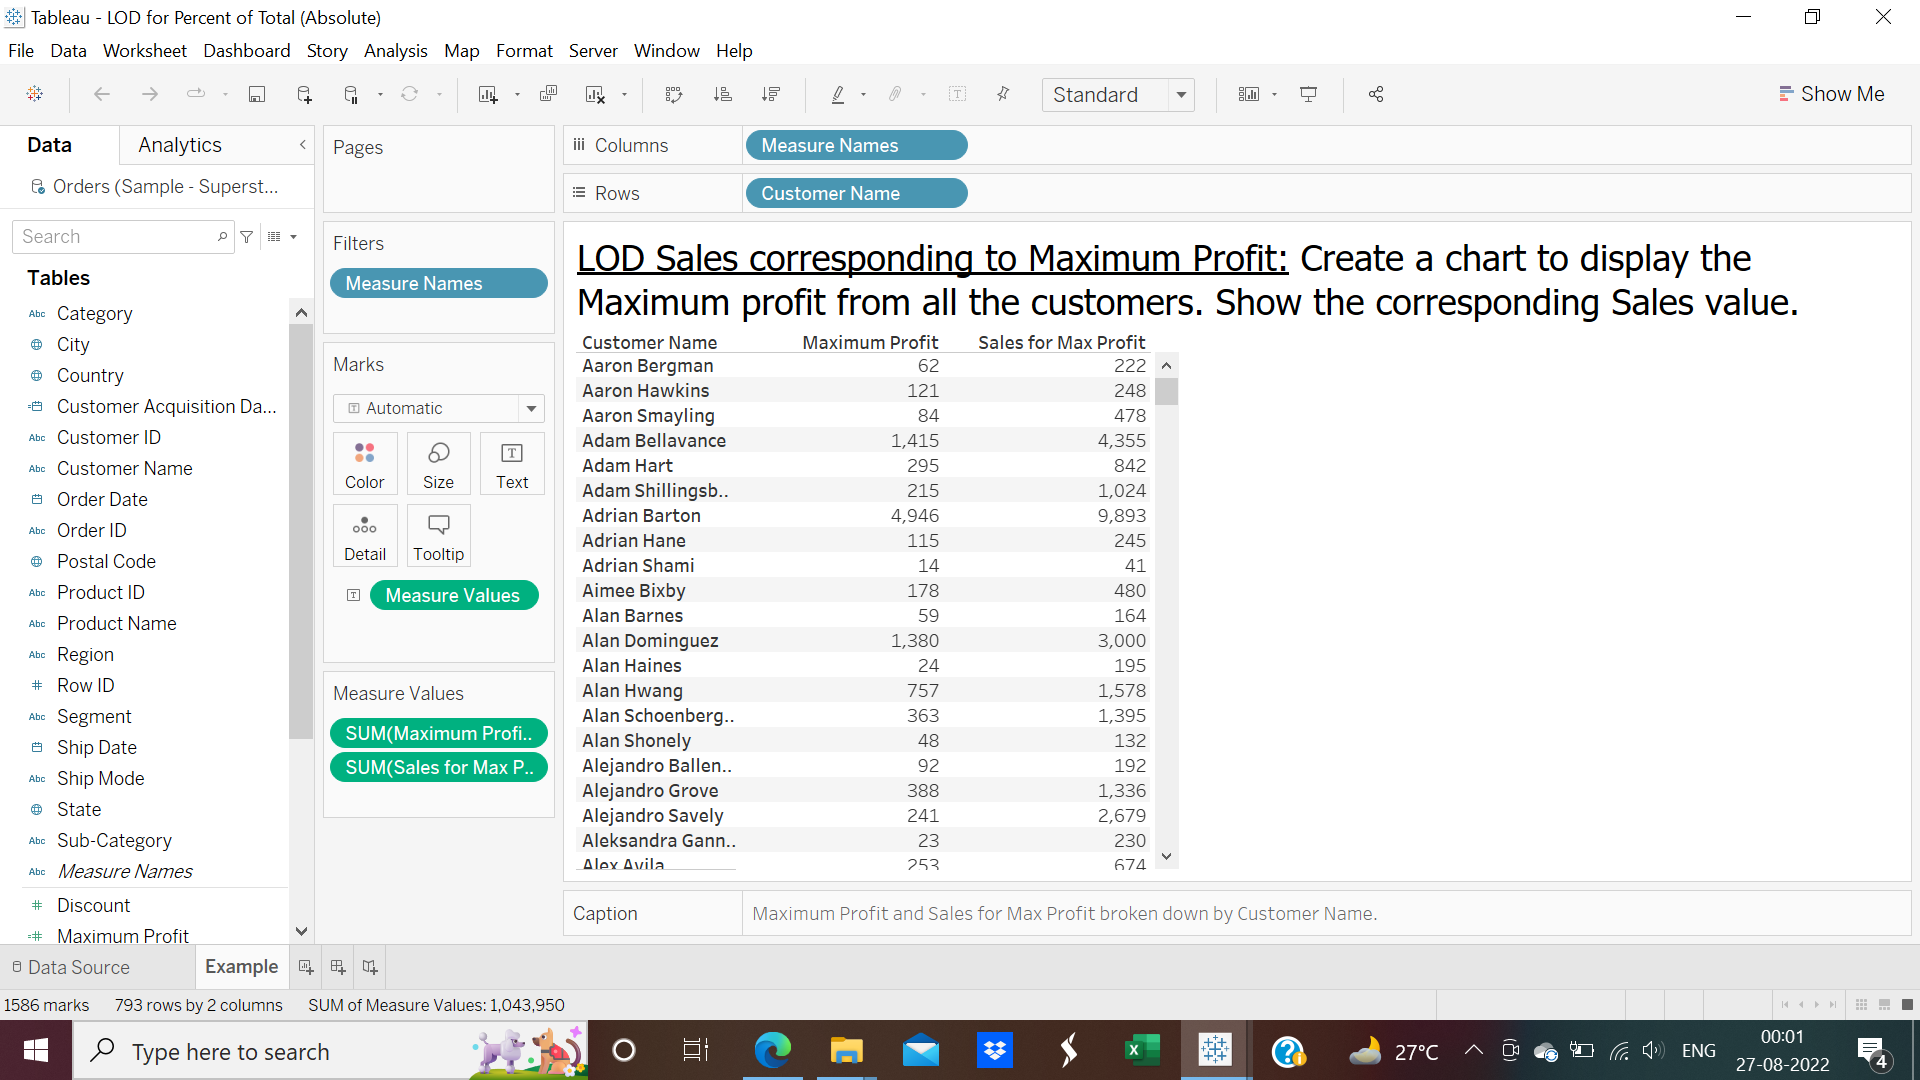 Tableau - LOD for Percent of Total (Absolute)
File Data Worksheet Dashboard Story Analysis Map Format Server Window Help
Standard
Show Me
Data Analytics
Orders (Sample - Superst...
Search
Tables
Abc Category
City
Country
Customer Acquisition Da...
Abc Customer ID
Abc Customer Name
Order Date
Abc Order ID
Postal Code
Abc Product ID
Abc Product Name
Abc Region
# Row ID
Abc Segment
Ship Date
Abc Ship Mode
State
Abc Sub-Category
Abc Measure Names
# Discount
=# Maximum Profit
Pages
Filters
Measure Names
Marks
Automatic
Color Size Text
Detail Tooltip
Measure Values
Measure Values
SUM(Maximum Profi..
SUM(Sales for Max P..
Columns Measure Names
Rows Customer Name
LOD Sales corresponding to Maximum Profit: Create a chart to display the
Maximum profit from all the customers. Show the corresponding Sales value.
Customer Name Maximum Profit Sales for Max Profit
Aaron Bergman 62 222
Aaron Hawkins 121 248
Aaron Smayling 84 478
Adam Bellavance 1,415 4,355
Adam Hart 295 842
Adam Shillingsb.. 215 1,024
Adrian Barton 4,946 9,893
Adrian Hane 115 245
Adrian Shami 14 41
Aimee Bixby 178 480
Alan Barnes 59 164
Alan Dominguez 1,380 3,000
Alan Haines 24 195
Alan Hwang 757 1,578
Alan Schoenberg.. 363 1,395
Alan Shonely 48 132
Alejandro Ballen.. 92 192
Alejandro Grove 388 1,336
Alejandro Savely 241 2,679
Aleksandra Gann.. 23 230
Alex Avila 253 674
Caption Maximum Profit and Sales for Max Profit broken down by Customer Name.
Data Source Example
1586 marks 793 rows by 2 columns SUM of Measure Values: 1,043,950
Type here to search
27°C
ENG
00:01
27-08-2022
4